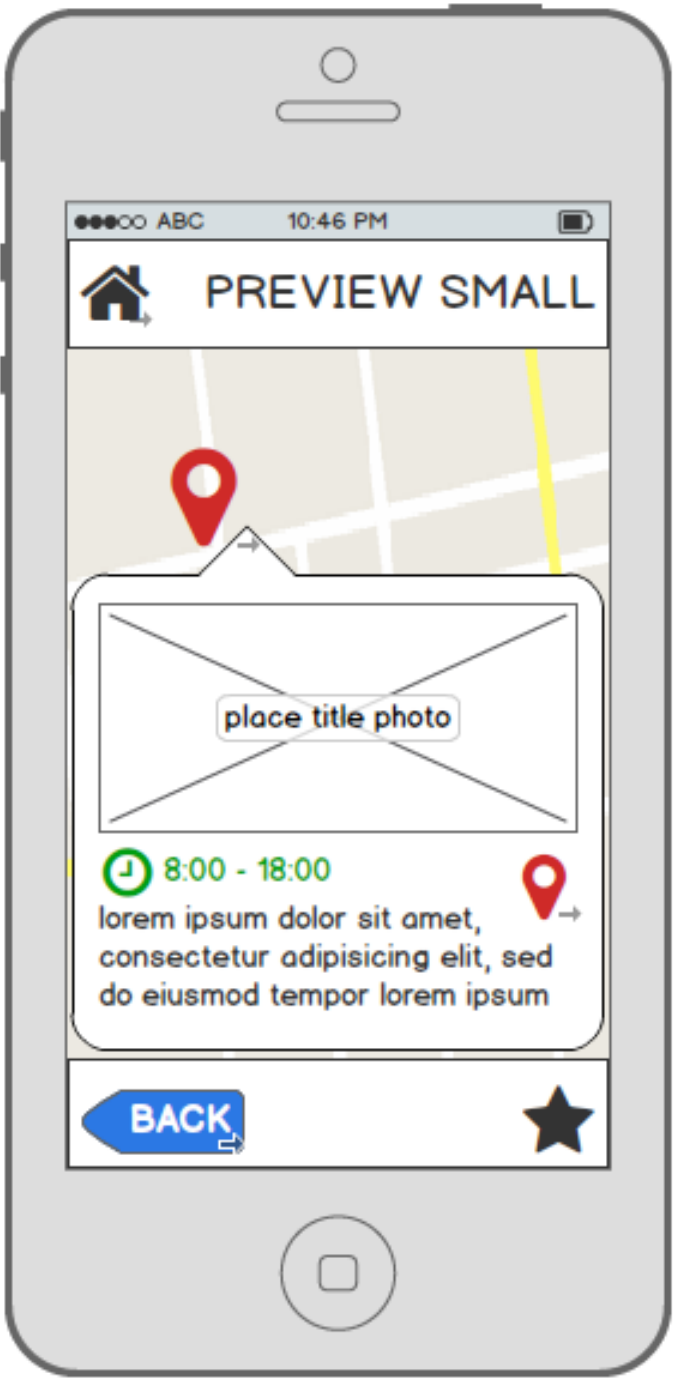 ABC 10:46 PM
PREVIEW SMALL
place title photo
8:00 - 18:00
lorem ipsum dolor sit amet,
consectetur adipisicing elit, sed
do eiusmod tempor lorem ipsum
BACK